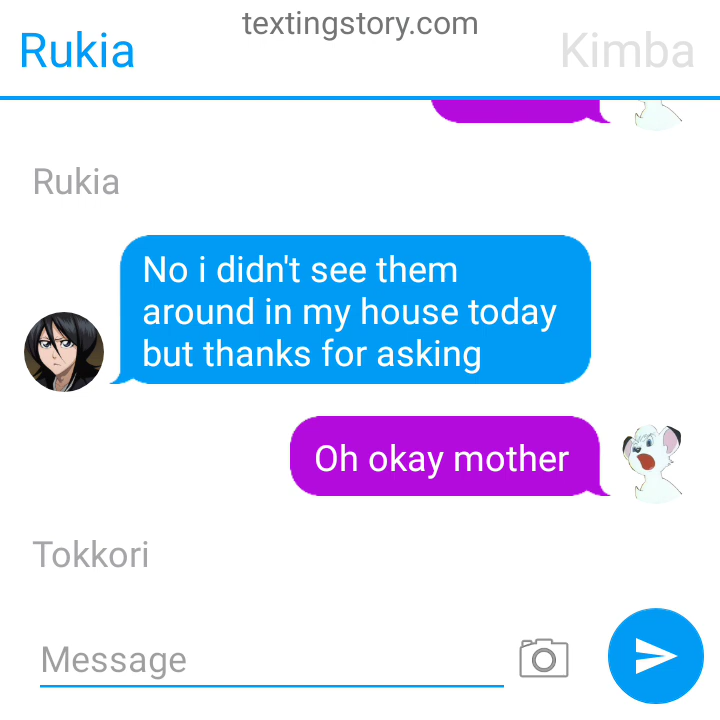 textingstory.com
Rukia
Kimba
Rukia
No i didn't see them
around in my house today
but thanks for asking
Oh okay mother
Tokkori
Message